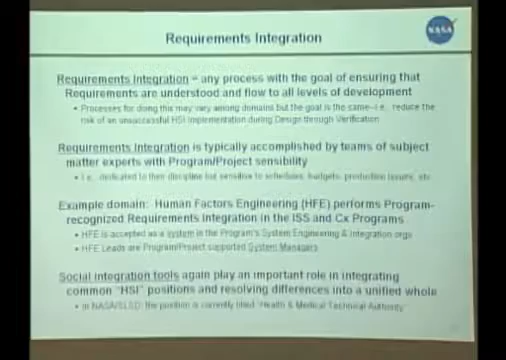 Requirements Integration
NASA
Requirements Integration – any process with the goal of ensuring that
Requirements are understood and flow to all levels of development
• Processes for doing this may vary among domains but the goal is the same–i.e. reduce the
risk of an unsuccessful HSI implementation during Design through Verification
Requirements Integration is typically accomplished by teams of subject
matter experts with Program/Project sensibility
• i.e. dedicated to their discipline but sensitive to schedules, budgets, production issues, etc.
Example domain: Human Factors Engineering (HFE) performs Program-
recognized Requirements Integration in the ISS and Cx Programs
• HFE is accepted as a system in the Program's System Engineering & Integration orgs
• HFE Leads are Program/Project supported System Managers
Social integration tools again play an important role in integrating
common "HSI" positions and resolving differences into a unified whole
• In NASA/SLSD, the position is currently titled "Health & Medical Technical Authority"